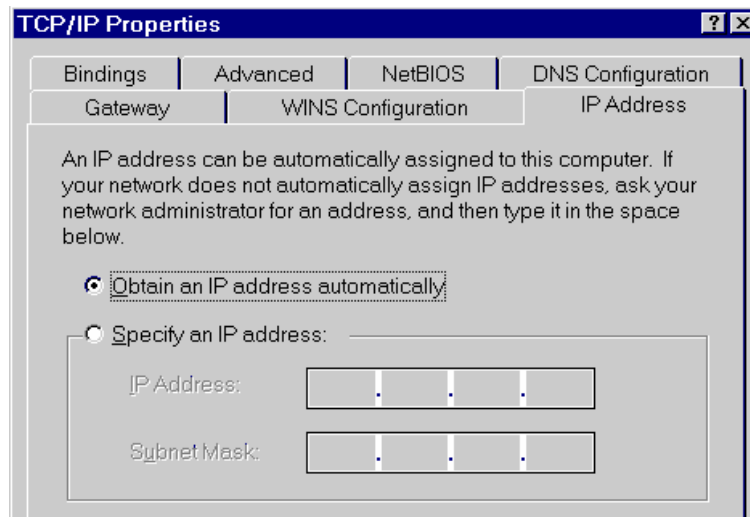 TCP/IP Properties
Bindings Advanced NetBIOS DNS Configuration
Gateway WINS Configuration IP Address
An IP address can be automatically assigned to this computer. If
your network does not automatically assign IP addresses, ask your
network administrator for an address, and then type it in the space
below.
Obtain an IP address automatically
Specify an IP address:
IP Address:
Subnet Mask: